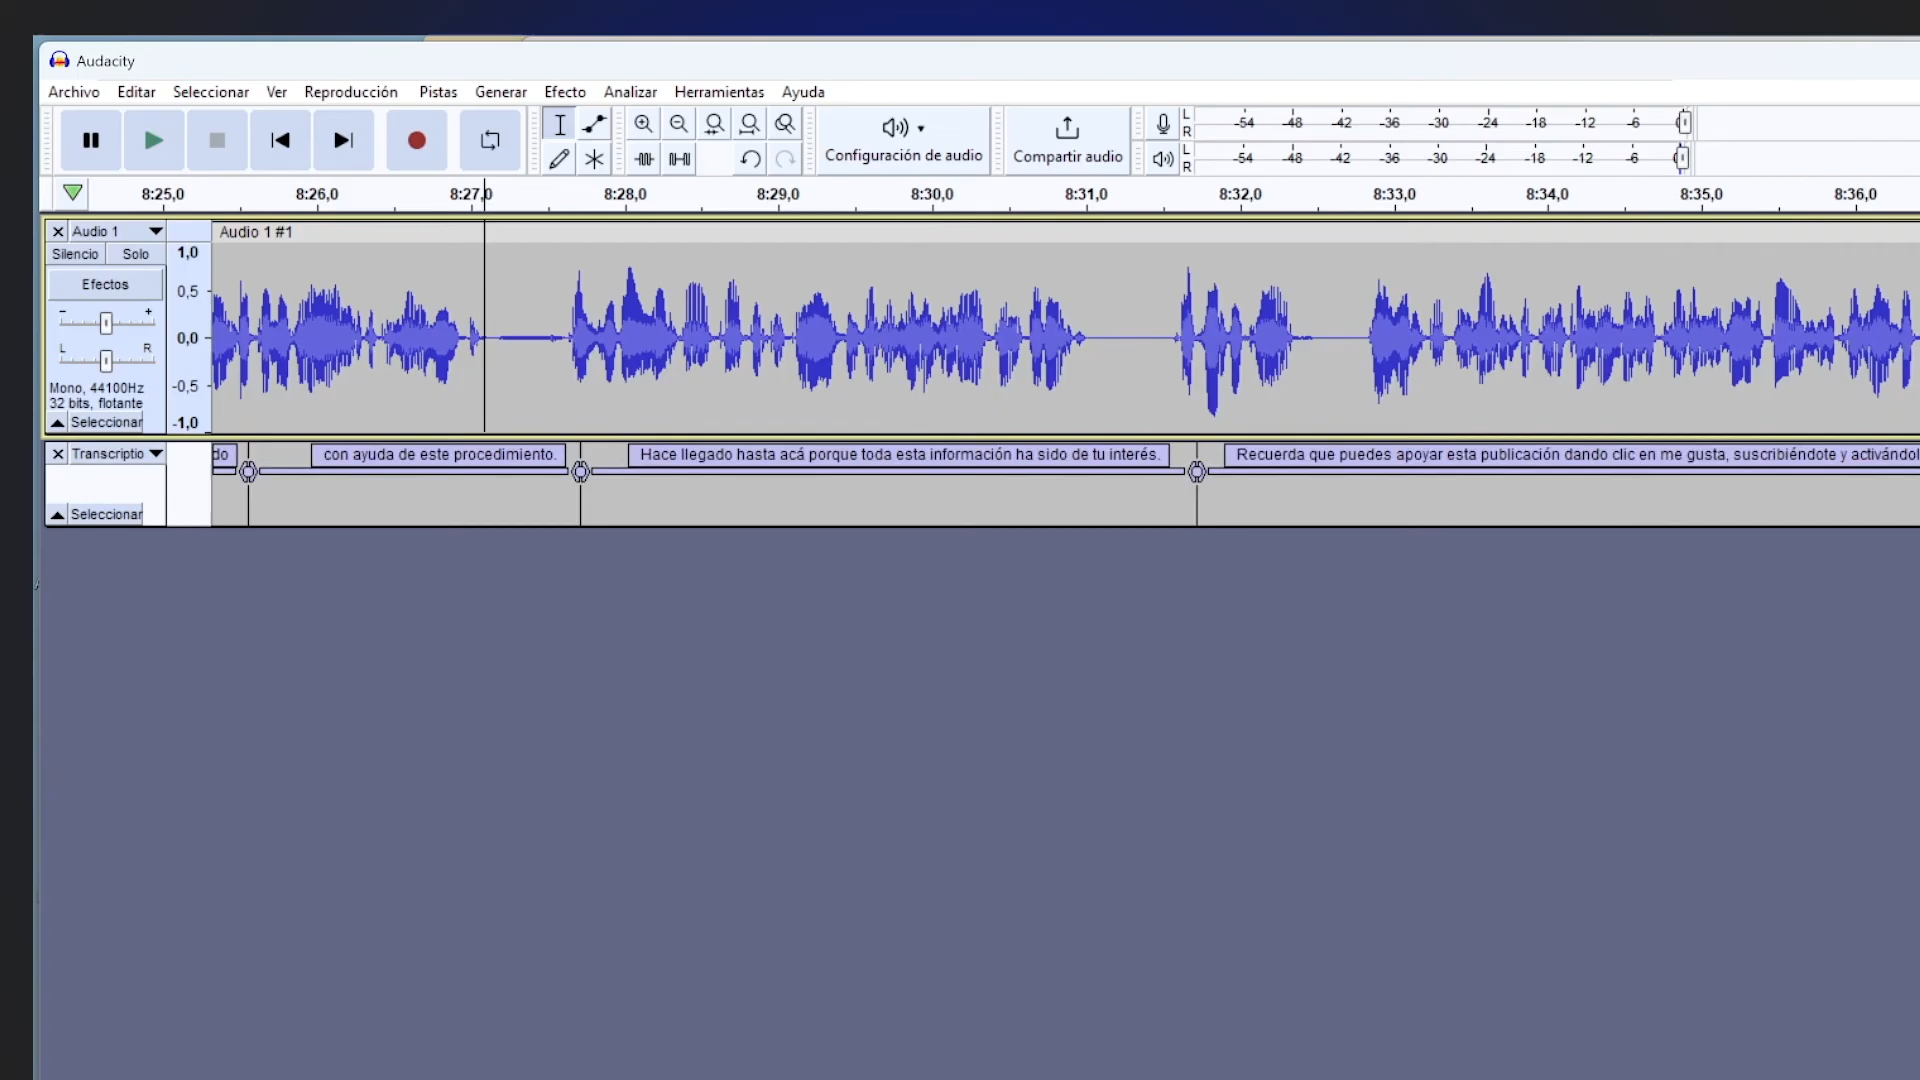 Audacity
Archivo Editar Seleccionar Ver Reproducción Pistas Generar Efecto Analizar Herramientas Ayuda
Configuración de audio
Compartir audio
L
R
-54 -48 -42 -36 -30 -24 -18 -12 -6
L
R
-54 -48 -42 -36 -30 -24 -18 -12 -6
8:25,0 8:26,0 8:27,0 8:28,0 8:29,0 8:30,0 8:31,0 8:32,0 8:33,0 8:34,0 8:35,0 8:36,0
Audio 1
Audio 1 #1
Silencio Solo
Efectos
- +
L R
Mono, 44100Hz
32 bits, flotante
Seleccionar
1,0
0,5
0,0
-0,5
-1,0
Transcriptio
do
con ayuda de este procedimiento.
Hace llegado hasta acá porque toda esta información ha sido de tu interés.
Recuerda que puedes apoyar esta publicación dando clic en me gusta, suscribiéndote y activándol
Seleccionar